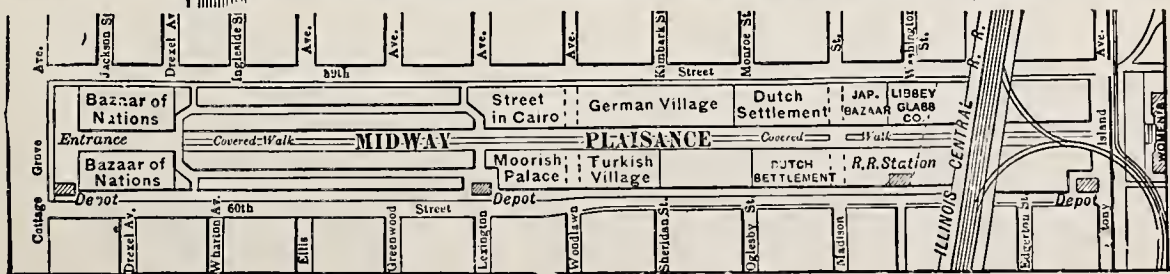 Ave.
Jackson St.
Drexel Av.
Ingleside St.
Ave.
Ave.
Ave.
Ave.
Kimbark St.
Monroe St.
St.
Washington St.
R. R.
Ave.
59th Street
Bazaar of Nations
Street in Cairo
German Village
Dutch Settlement
JAP. BAZAAR
LIBBEY GLASS CO.
Entrance
Covered Walk
MIDWAY PLAISANCE
Covered Walk
Island
WOMEN'S
Grove
Bazaar of Nations
Moorish Palace
Turkish Village
DUTCH SETTLEMENT
R.R. Station
ILLINOIS CENTRAL
Depot
Depot
Depot
60th Street
Cottage
Drexel Av.
Wharton Av.
Ellis
Greenwood
Lexington
Woodlawn
Sheridan St.
Oglesby St.
Madison
Edgerton St.
tony